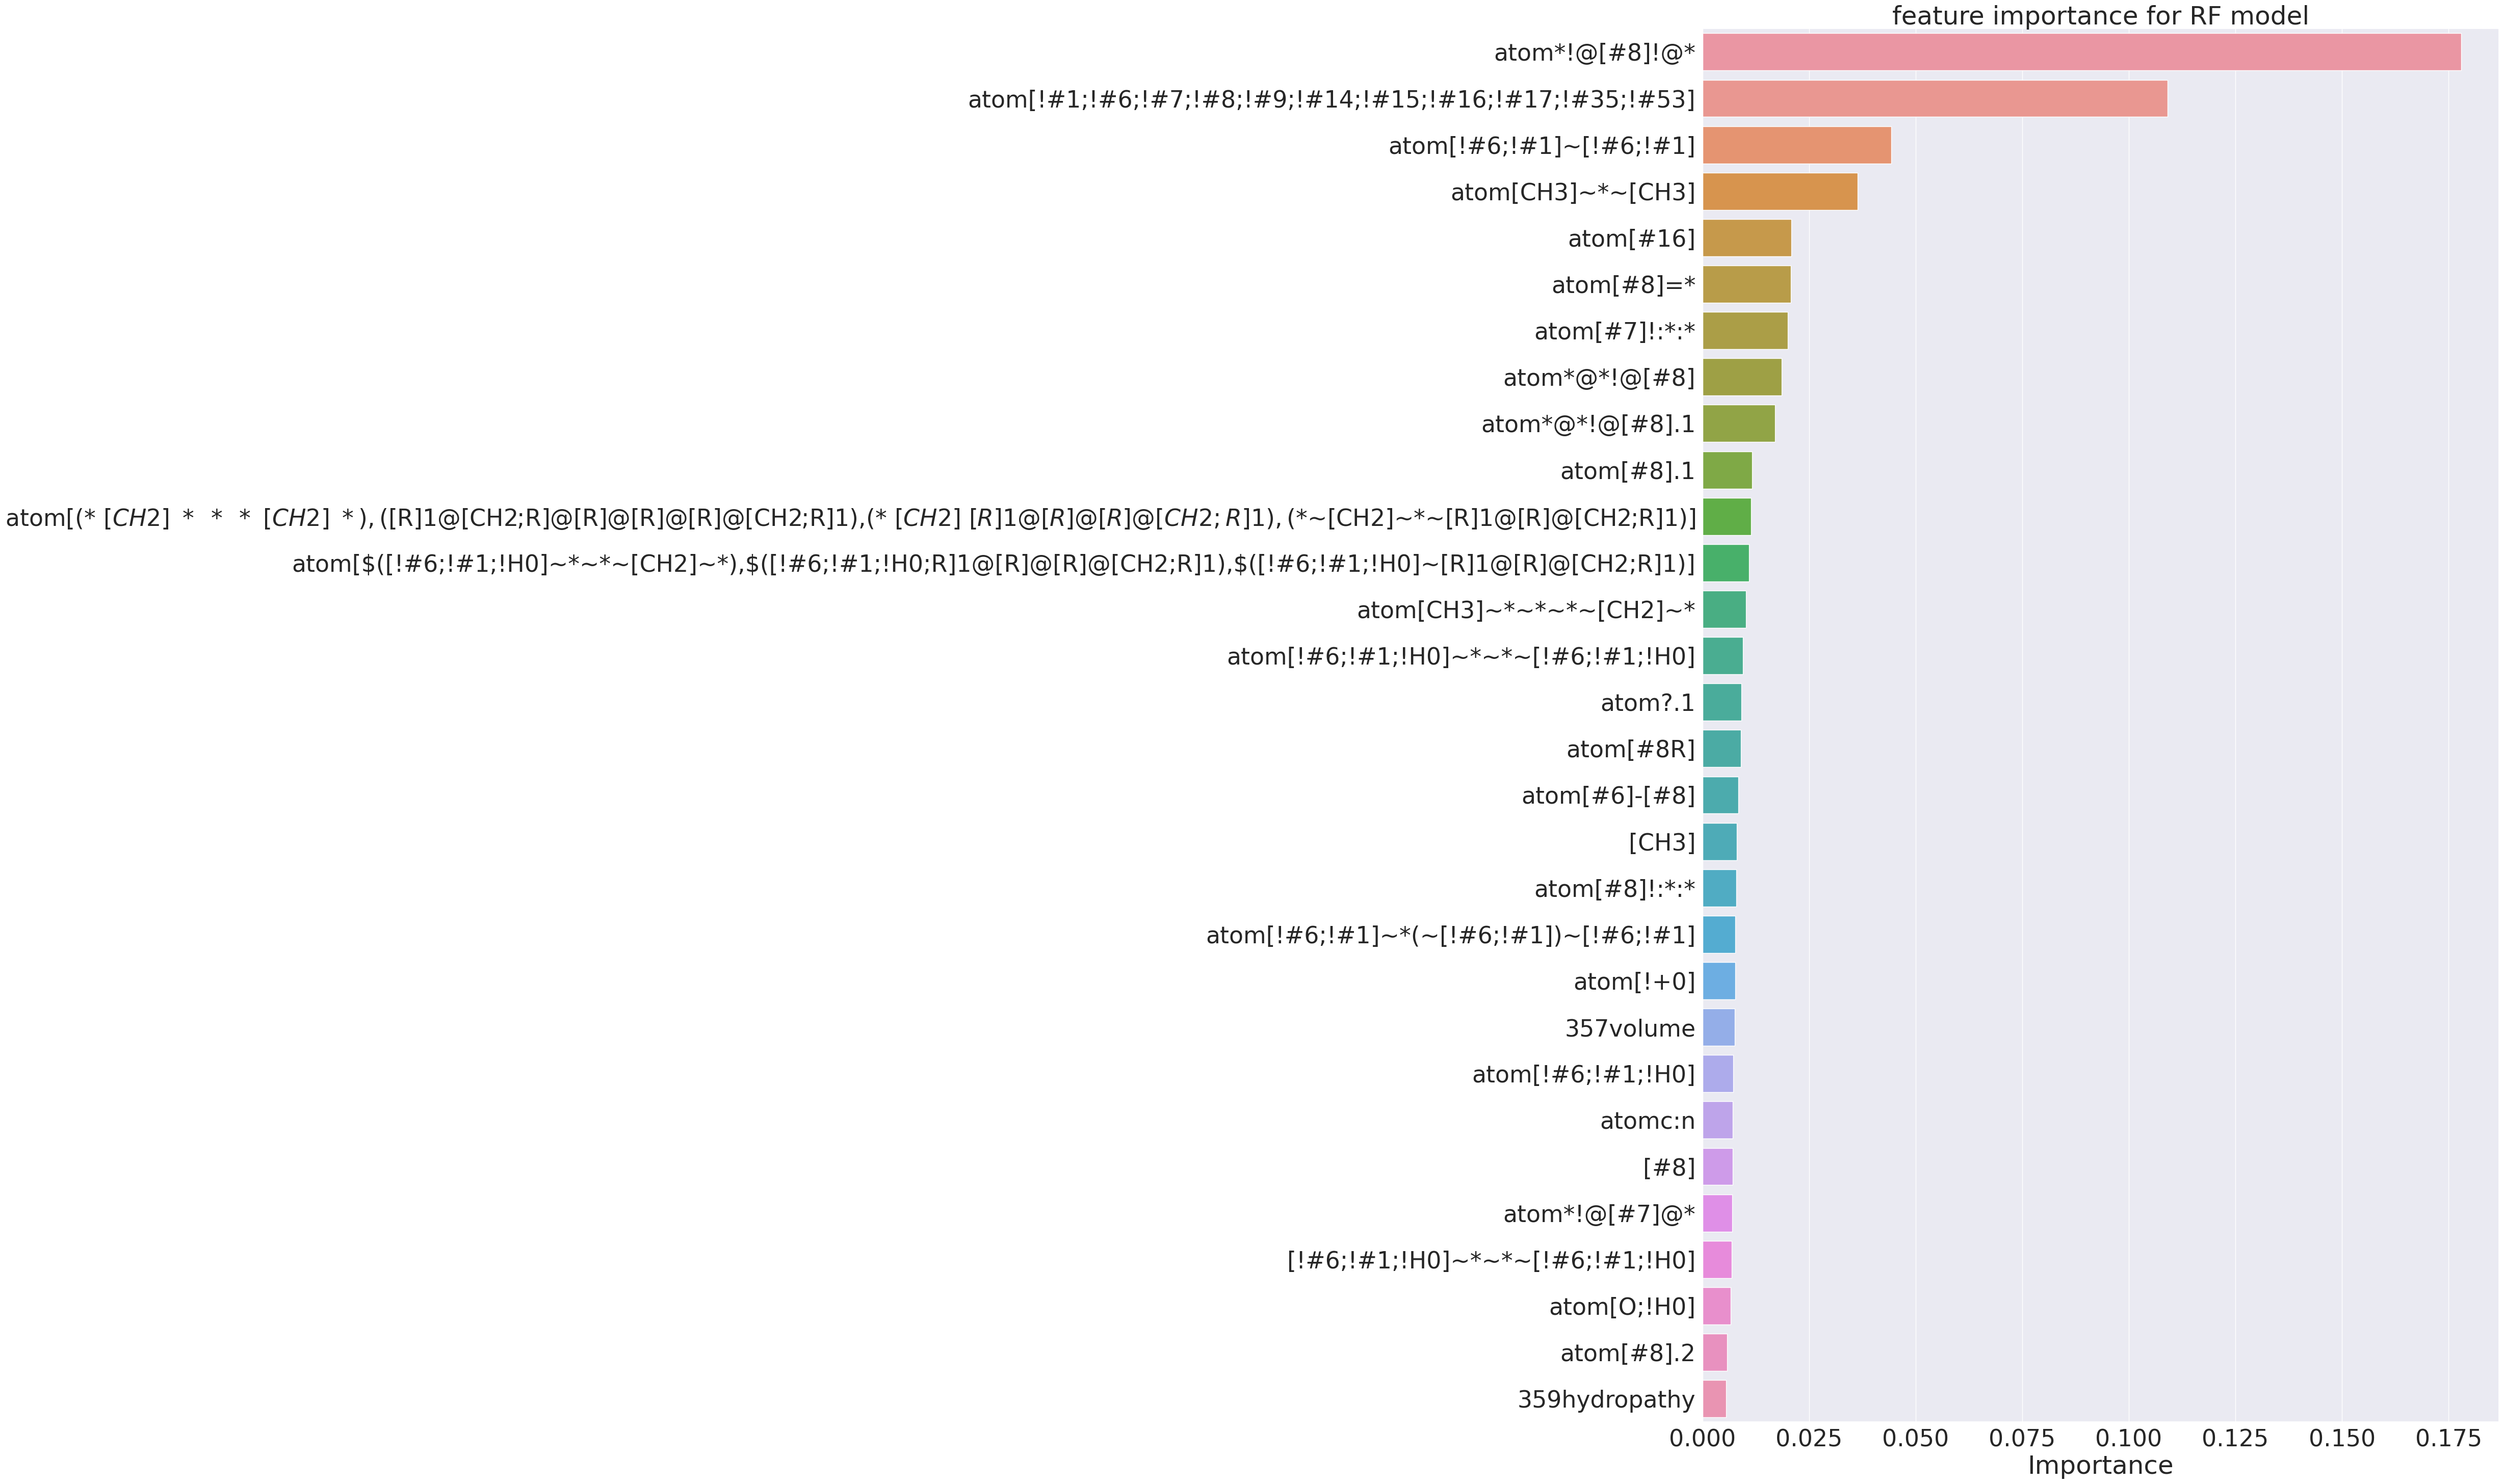 feature importance for RF model
atom*!@[#8]!@*
atom[!#1;!#6;!#7;!#8;!#9;!#14;!#15;!#16;!#17;!#35;!#53]
atom[!#6;!#1]~[!#6;!#1]
atom[CH3]~*~[CH3]
atom[#16]
atom[#8]=*
atom[#7]!:*:*
atom*@*!@[#8]
atom*@*!@[#8].1
atom[#8].1
atom[(* [CH2] * * * [CH2] *),([R]1@[CH2;R]@[R]@[R]@[R]@[CH2;R]1),(* [CH2] [R]1@[R]@[R]@[CH2;R]1),(*~[CH2]~*~[R]1@[R]@[CH2;R]1)]
atom[$([!#6;!#1;!H0]~*~*~[CH2]~*),$([!#6;!#1;!H0;R]1@[R]@[R]@[CH2;R]1),$([!#6;!#1;!H0]~[R]1@[R]@[CH2;R]1)]
atom[CH3]~*~*~*~[CH2]~*
atom[!#6;!#1;!H0]~*~*~[!#6;!#1;!H0]
atom?.1
atom[#8R]
atom[#6]-[#8]
[CH3]
atom[#8]!:*:*
atom[!#6;!#1]~*(~[!#6;!#1])~[!#6;!#1]
atom[!+0]
357volume
atom[!#6;!#1;!H0]
atomc:n
[#8]
atom*!@[#7]@*
[!#6;!#1;!H0]~*~*~[!#6;!#1;!H0]
atom[O;!H0]
atom[#8].2
359hydropathy
0.000 0.025 0.050 0.075 0.100 0.125 0.150 0.175
Importance